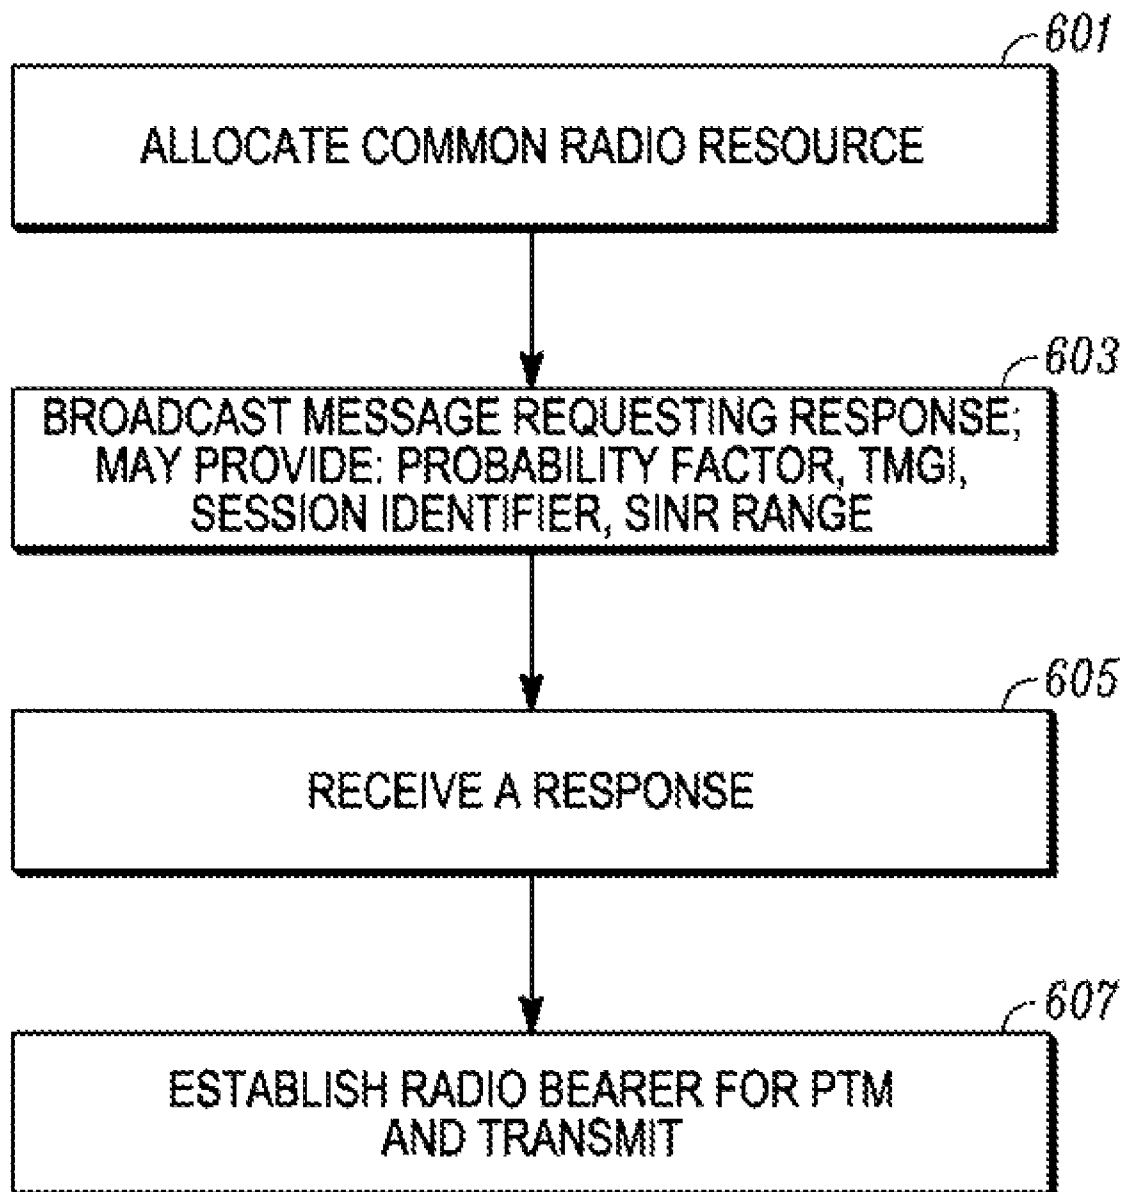 601
ALLOCATE COMMON RADIO RESOURCE
603
BROADCAST MESSAGE REQUESTING RESPONSE;
MAY PROVIDE: PROBABILITY FACTOR, TMGI,
SESSION IDENTIFIER, SINR RANGE
605
RECEIVE A RESPONSE
607
ESTABLISH RADIO BEARER FOR PTM
AND TRANSMIT